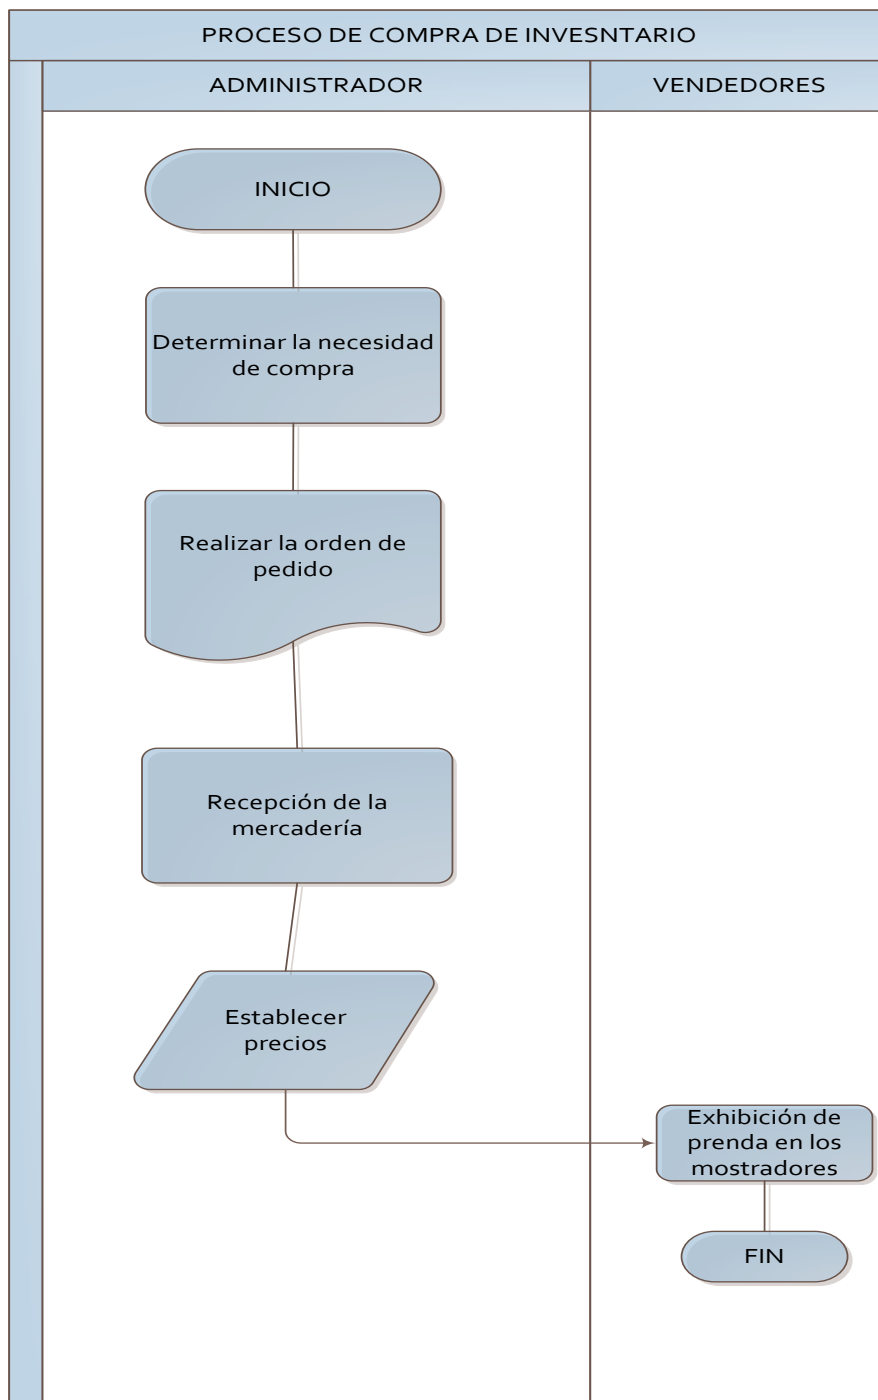 PROCESO DE COMPRA DE INVESNTARIO
ADMINISTRADOR
VENDEDORES
INICIO
Determinar la necesidad
de compra
Realizar la orden de
pedido
Recepción de la
mercadería
Establecer
precios
Exhibición de
prenda en los
mostradores
FIN